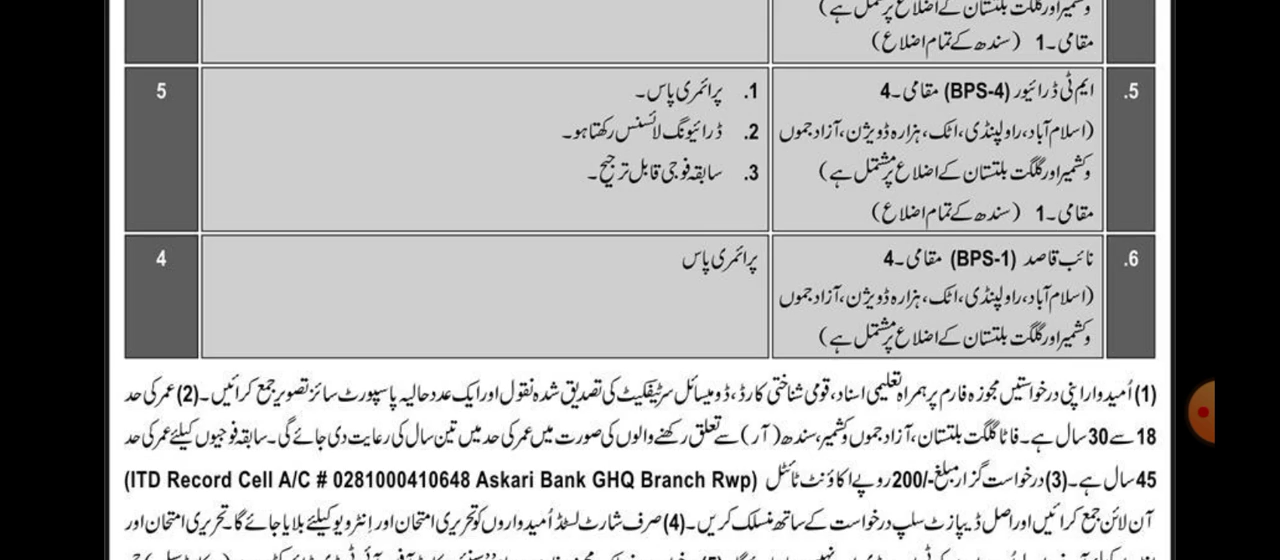 وکشمیر اور گلگت بلتستان کے اضلاع پر مشتمل ہے)
مقامی۔1 (سندھ کے تمام اضلاع)
5. ایم ٹی ڈرائیور (BPS-4) مقامی۔4
(اسلام آباد، راولپنڈی، اٹک، ہزارہ ڈویژن، آزاد جموں
وکشمیر اور گلگت بلتستان کے اضلاع پر مشتمل ہے)
مقامی۔1 (سندھ کے تمام اضلاع)
1. پرائمری پاس۔
2. ڈرائیونگ لائسنس رکھتا ہو۔
3. سابقہ فوجی قابل ترجیح۔
5
6. نائب قاصد (BPS-1) مقامی۔4
(اسلام آباد، راولپنڈی، اٹک، ہزارہ ڈویژن، آزاد جموں
وکشمیر اور گلگت بلتستان کے اضلاع پر مشتمل ہے)
پرائمری پاس
4
(1) اُمیدوار اپنی درخواستیں مجوزہ فارم پر ہمراہ تعلیمی اسناد، قومی شناختی کارڈ، ڈومیسائل سرٹیفکیٹ کی تصدیق شدہ نقول اور ایک عدد حالیہ پاسپورٹ سائز تصویر جمع کرائیں۔ (2) عمر کی حد
18 سے 30 سال ہے۔ فاٹا گلگت بلتستان، آزاد جموں وکشمیر، سندھ (آر) سے تعلق رکھنے والوں کی صورت میں عمر کی حد میں تین سال کی رعایت دی جائے گی۔ سابقہ فوجیوں کیلئے عمر کی حد
45 سال ہے۔ (3) درخواست گزار مبلغ -/200 روپے اکاؤنٹ ٹائٹل (ITD Record Cell A/C # 0281000410648 Askari Bank GHQ Branch Rwp)
آن لائن جمع کرائیں اور اصل ڈیپازٹ سلپ درخواست کے ساتھ منسلک کریں۔ (4) صرف شارٹ لسٹڈ اُمیدواروں کو تحریری امتحان اور انٹرویو کیلئے بلایا جائے گا۔ تحریری امتحان اور